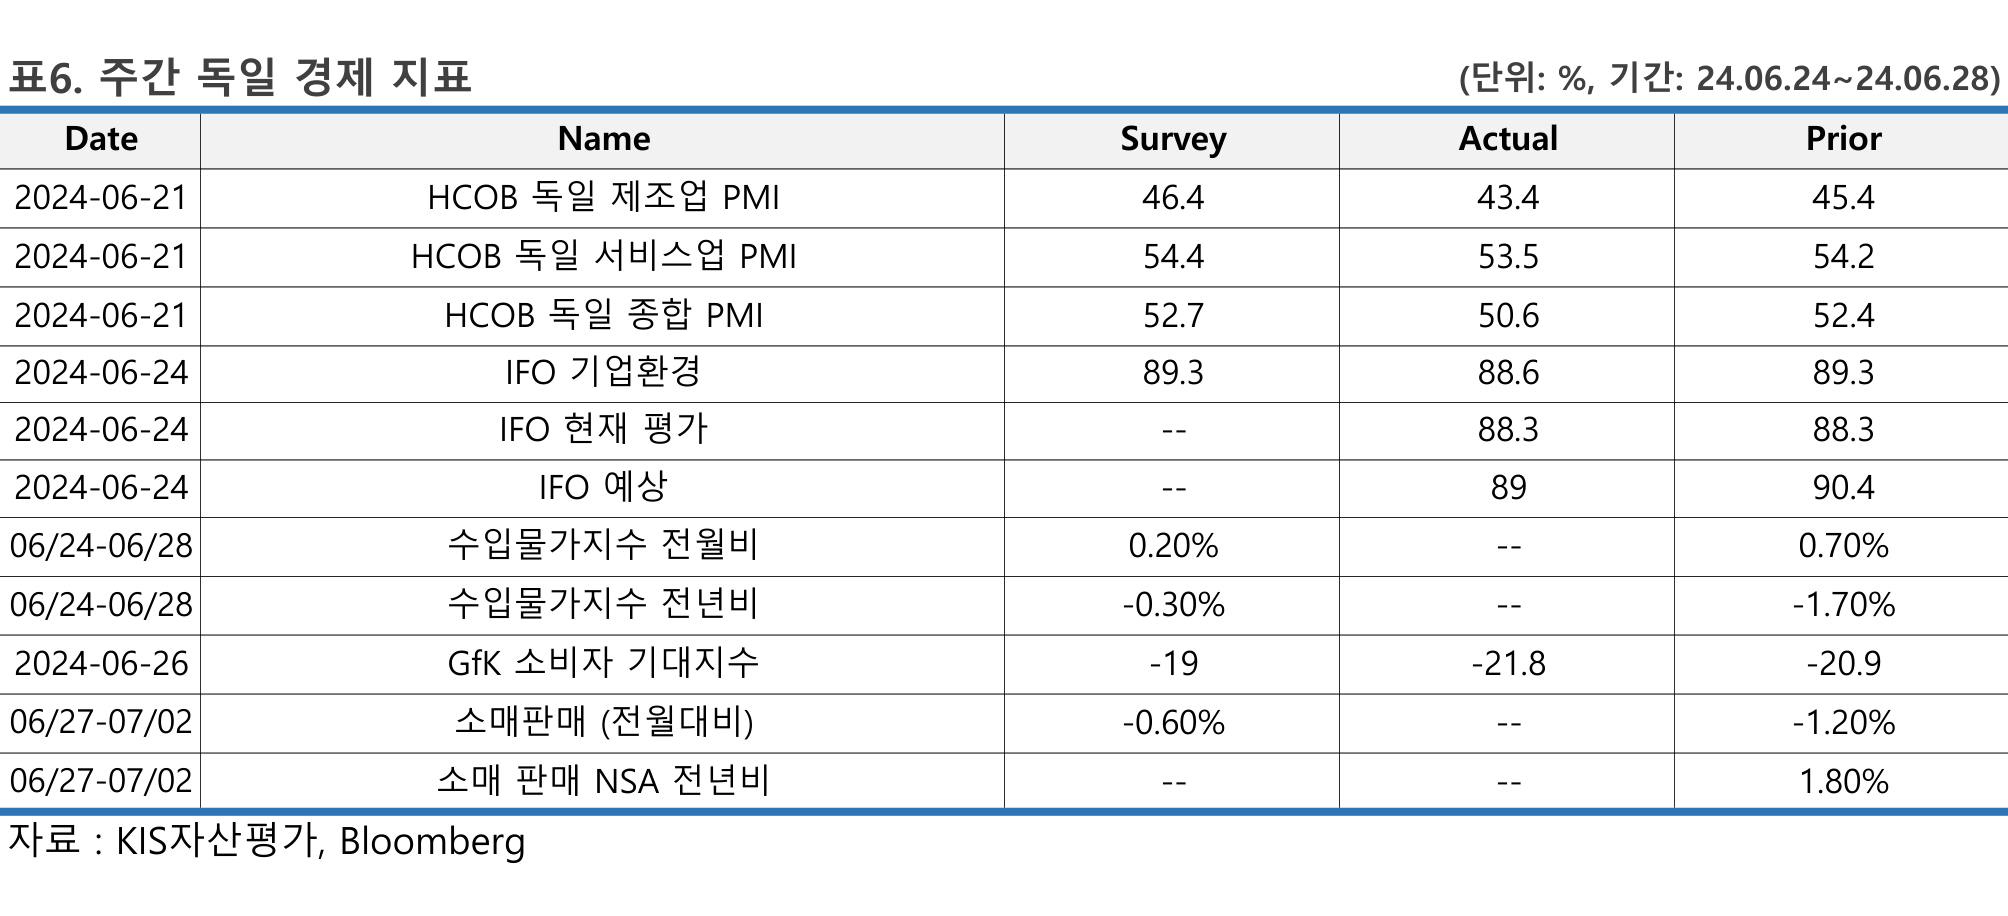 표6. 주간 독일 경제 지표 (단위: %, 기간: 24.06.24~24.06.28)
Date Name Survey Actual Prior
2024-06-21 HCOB 독일 제조업 PMI 46.4 43.4 45.4
2024-06-21 HCOB 독일 서비스업 PMI 54.4 53.5 54.2
2024-06-21 HCOB 독일 종합 PMI 52.7 50.6 52.4
2024-06-24 IFO 기업환경 89.3 88.6 89.3
2024-06-24 IFO 현재 평가 -- 88.3 88.3
2024-06-24 IFO 예상 -- 89 90.4
06/24-06/28 수입물가지수 전월비 0.20% -- 0.70%
06/24-06/28 수입물가지수 전년비 -0.30% -- -1.70%
2024-06-26 GfK 소비자 기대지수 -19 -21.8 -20.9
06/27-07/02 소매판매 (전월대비) -0.60% -- -1.20%
06/27-07/02 소매 판매 NSA 전년비 -- -- 1.80%
자료 : KIS자산평가, Bloomberg